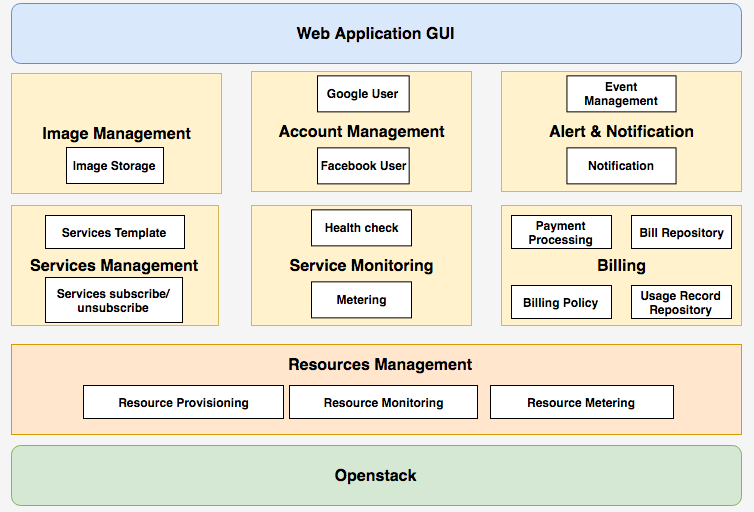 Web Application GUI
Image Management
Image Storage
Google User
Account Management
Facebook User
Event
Management
Alert & Notification
Notification
Services Template
Services Management
Services subscribe/
unsubscribe
Health check
Service Monitoring
Metering
Payment
Processing
Bill Repository
Billing
Billing Policy
Usage Record
Repository
Resources Management
Resource Provisioning
Resource Monitoring
Resource Metering
Openstack